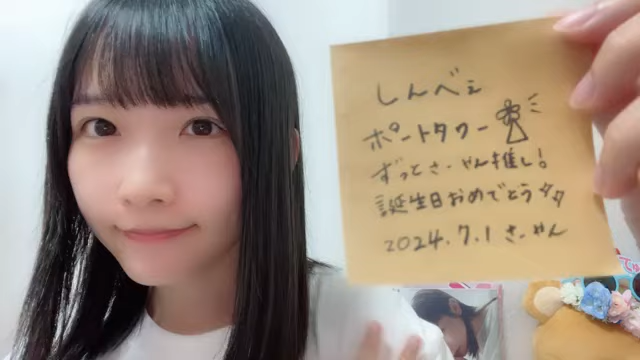 しんべぇ
ポートタワー
ずっとさーやん推し!
誕生日おめでとう
2024.7.1 さーやん